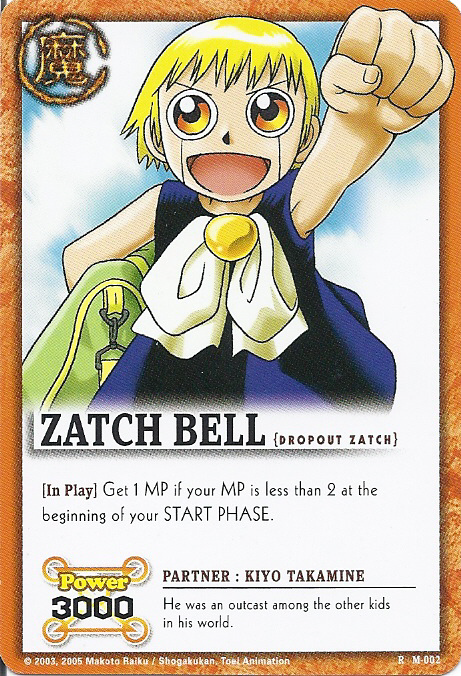 魔
ZATCH BELL {DROPOUT ZATCH}
[In Play] Get 1 MP if your MP is less than 2 at the
beginning of your START PHASE.
Power
3000
PARTNER : KIYO TAKAMINE
He was an outcast among the other kids
in his world.
© 2003, 2005 Makoto Raiku / Shogakukan, Toei Animation
R M-002